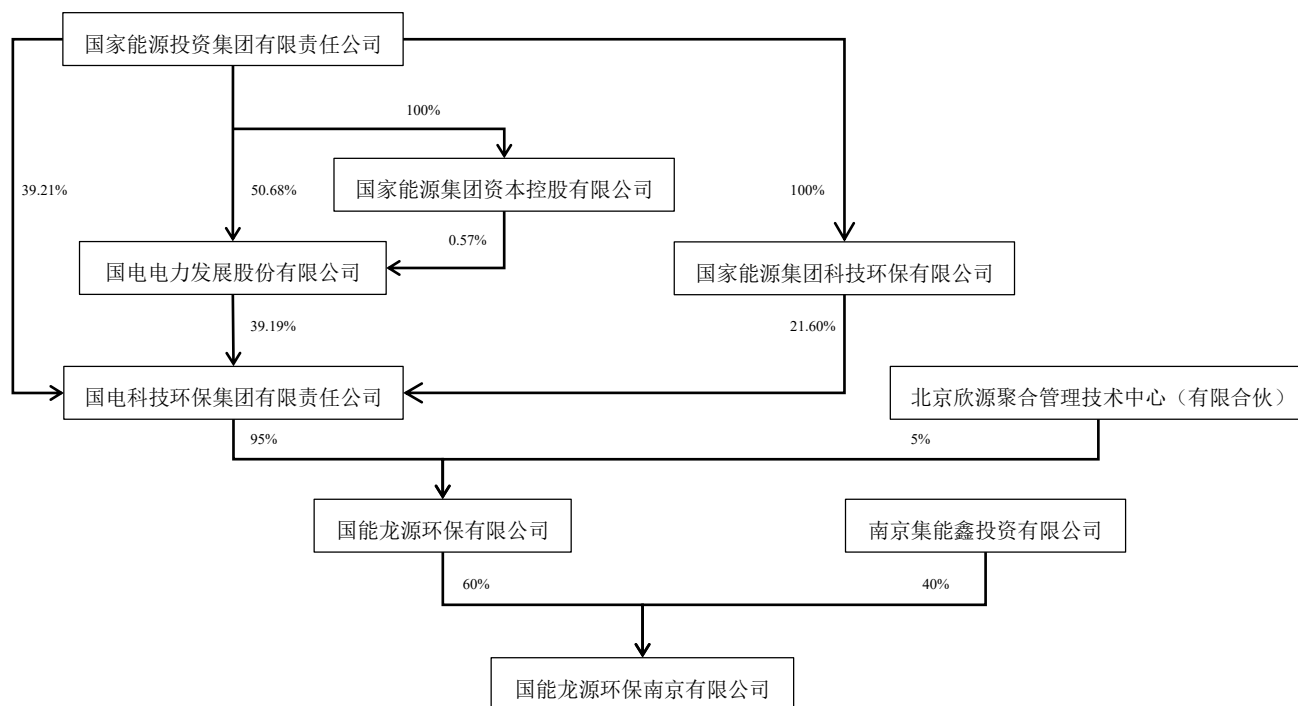 国家能源投资集团有限责任公司
100%
国家能源集团资本控股有限公司
39.21%
50.68%
100%
0.57%
国电电力发展股份有限公司
国家能源集团科技环保有限公司
39.19%
21.60%
国电科技环保集团有限责任公司
北京欣源聚合管理技术中心（有限合伙）
95%
5%
国能龙源环保有限公司
南京集能鑫投资有限公司
60%
40%
国能龙源环保南京有限公司